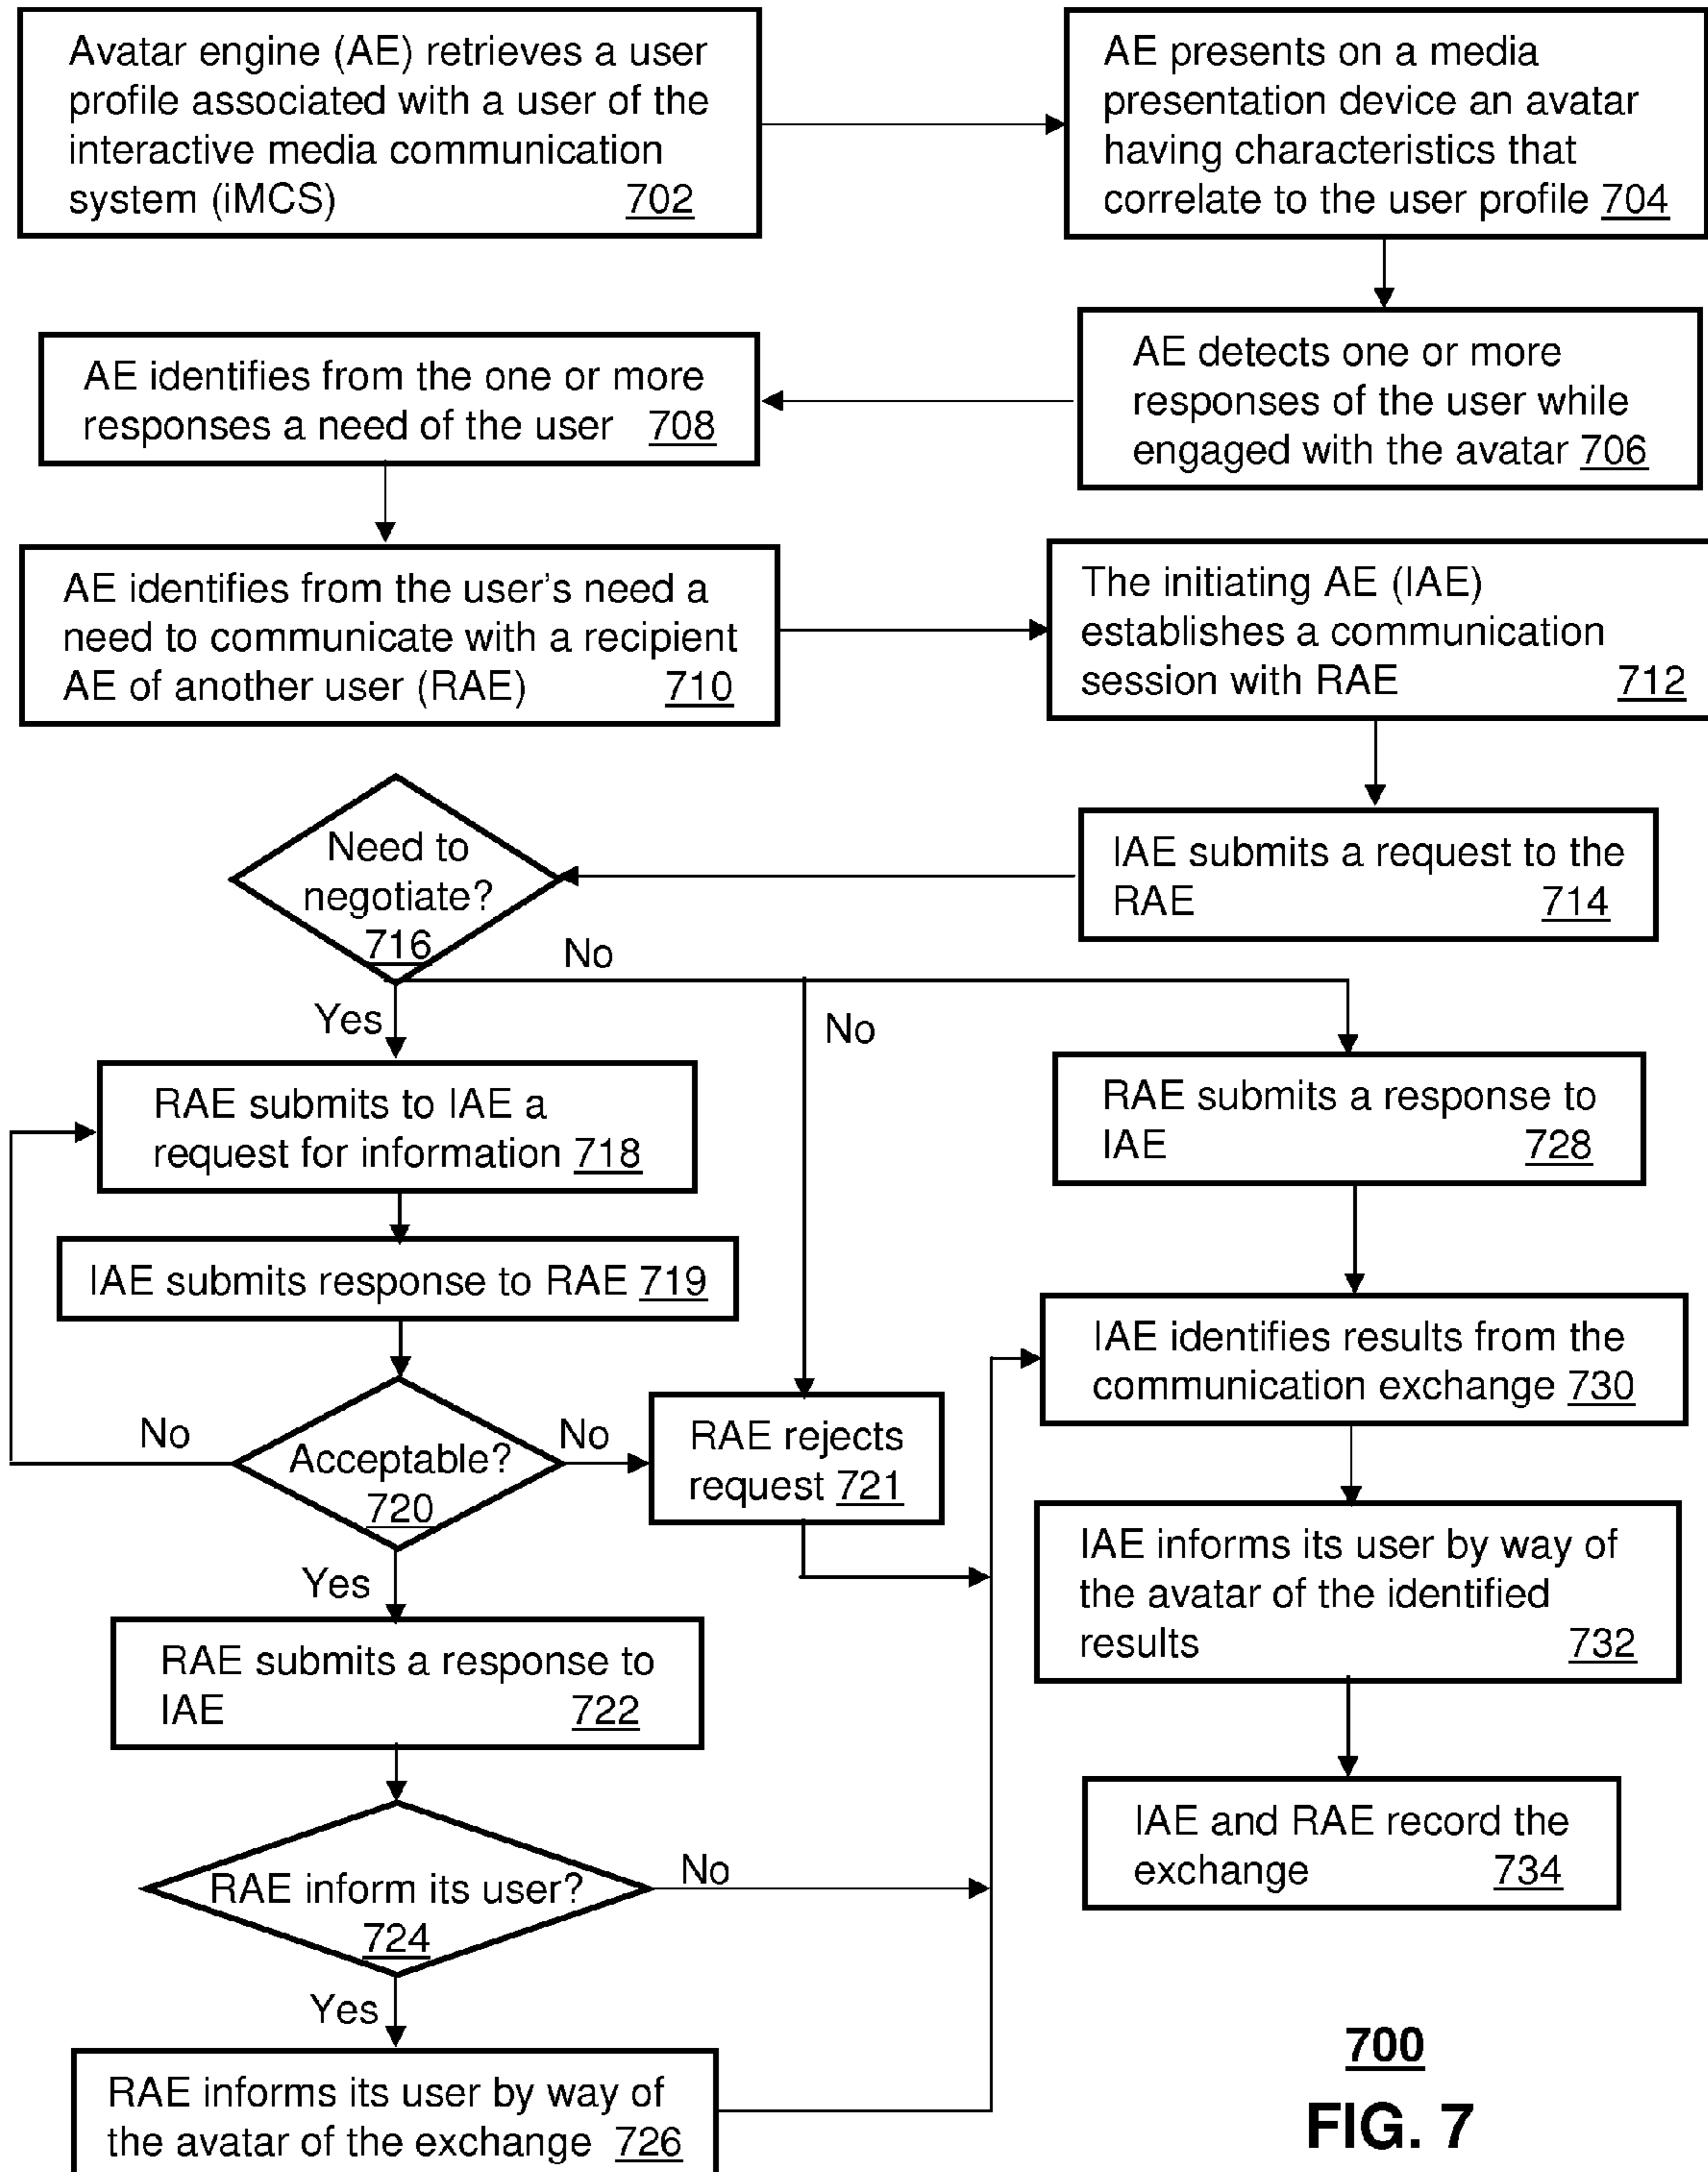 Avatar engine (AE) retrieves a user
profile associated with a user of the
interactive media communication
system (iMCS) 702
AE presents on a media
presentation device an avatar
having characteristics that
correlate to the user profile 704
AE detects one or more
responses of the user while
engaged with the avatar 706
AE identifies from the one or more
responses a need of the user 708
AE identifies from the user's need a
need to communicate with a recipient
AE of another user (RAE) 710
The initiating AE (IAE)
establishes a communication
session with RAE 712
IAE submits a request to the
RAE 714
Need to
negotiate?
716
No
Yes
No
RAE submits to IAE a
request for information 718
IAE submits response to RAE 719
Acceptable?
720
No
No
RAE rejects
request 721
Yes
RAE submits a response to
IAE 722
RAE inform its user?
724
No
Yes
RAE informs its user by way of
the avatar of the exchange 726
RAE submits a response to
IAE 728
IAE identifies results from the
communication exchange 730
IAE informs its user by way of
the avatar of the identified
results 732
IAE and RAE record the
exchange 734
700
FIG. 7